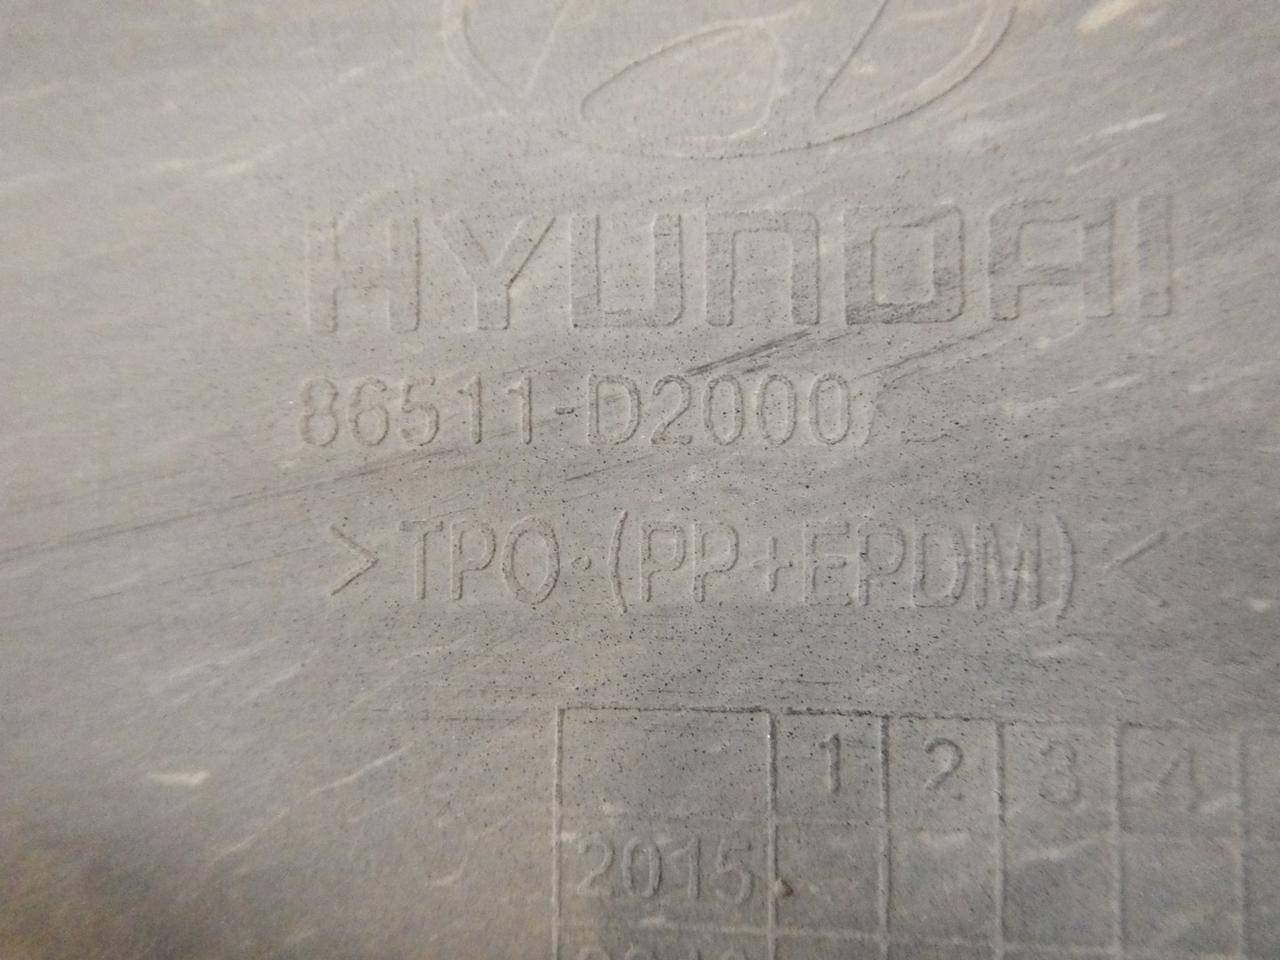 HYUNDAI
86511-D2000
>TPO·(PP+EPDM)<
1 2 3 4
2015